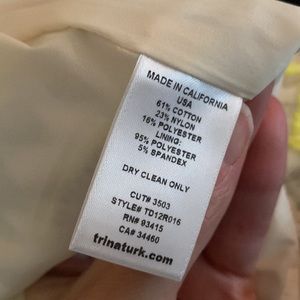 MADE IN CALIFORNIA
USA
61% COTTON
23% NYLON
16% POLYESTER
LINING:
95% POLYESTER
5% SPANDEX
DRY CLEAN ONLY
CUT# 3503
STYLE# TD12R016
RN# 93415
CA# 34460
trinaturk.com